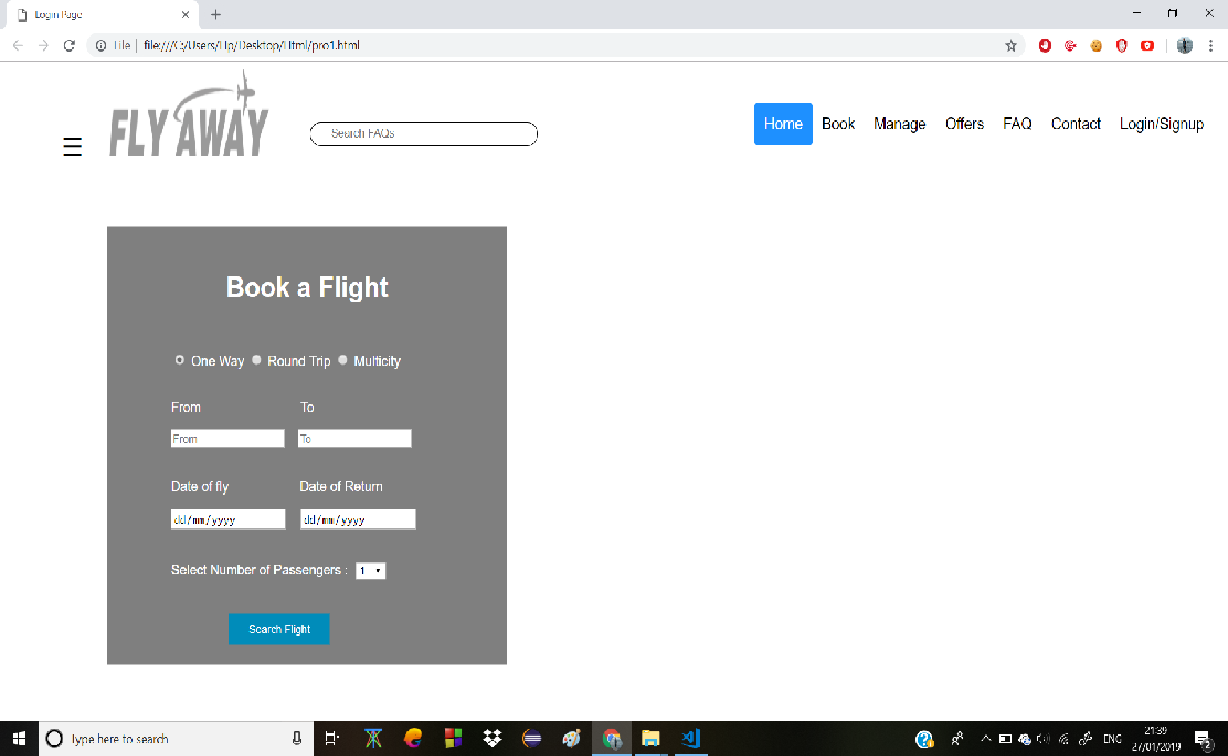 Login Page
File
file:///C:/Users/Hp/Desktop/Html/pro1.html
FLY AWAY
Search FAQs
Home Book Manage Offers FAQ Contact Login/Signup
Book a Flight
One Way Round Trip Multicity
From To
From To
Date of fly Date of Return
dd/mm/yyyy dd/mm/yyyy
Select Number of Passengers : 1
Search Flight
Type here to search
ENG
21:39
27/01/2019
2